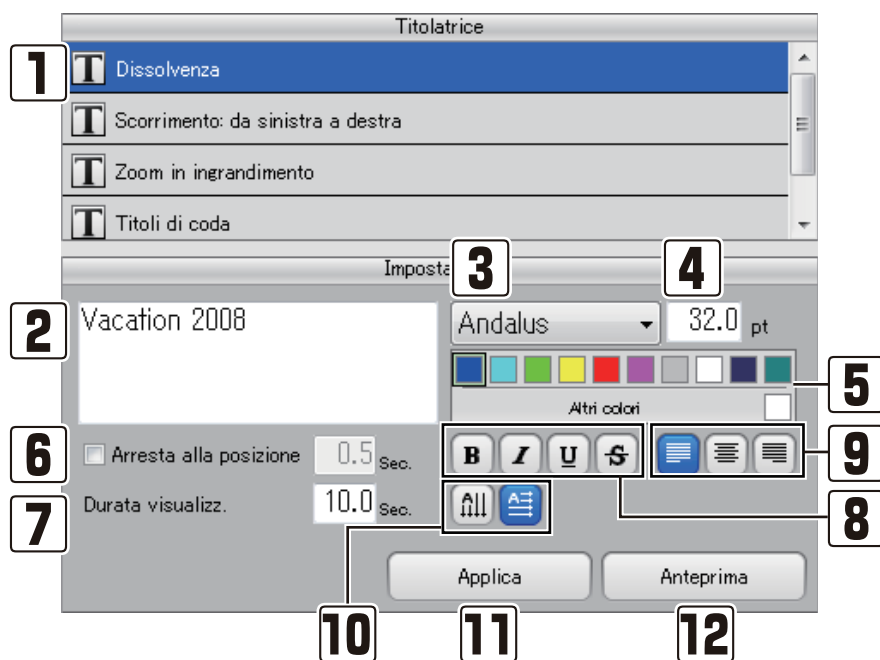 Titolatrice
1
T Dissolvenza
T Scorrimento: da sinistra a destra
T Zoom in ingrandimento
T Titoli di coda
Imposta
3
4
2
Vacation 2008
Andalus
32.0 pt
5
Altri colori
6
Arresta alla posizione 0.5 Sec.
B I U S
9
7
Durata visualizz. 10.0 Sec.
A A
8
Applica
Anteprima
10
11
12